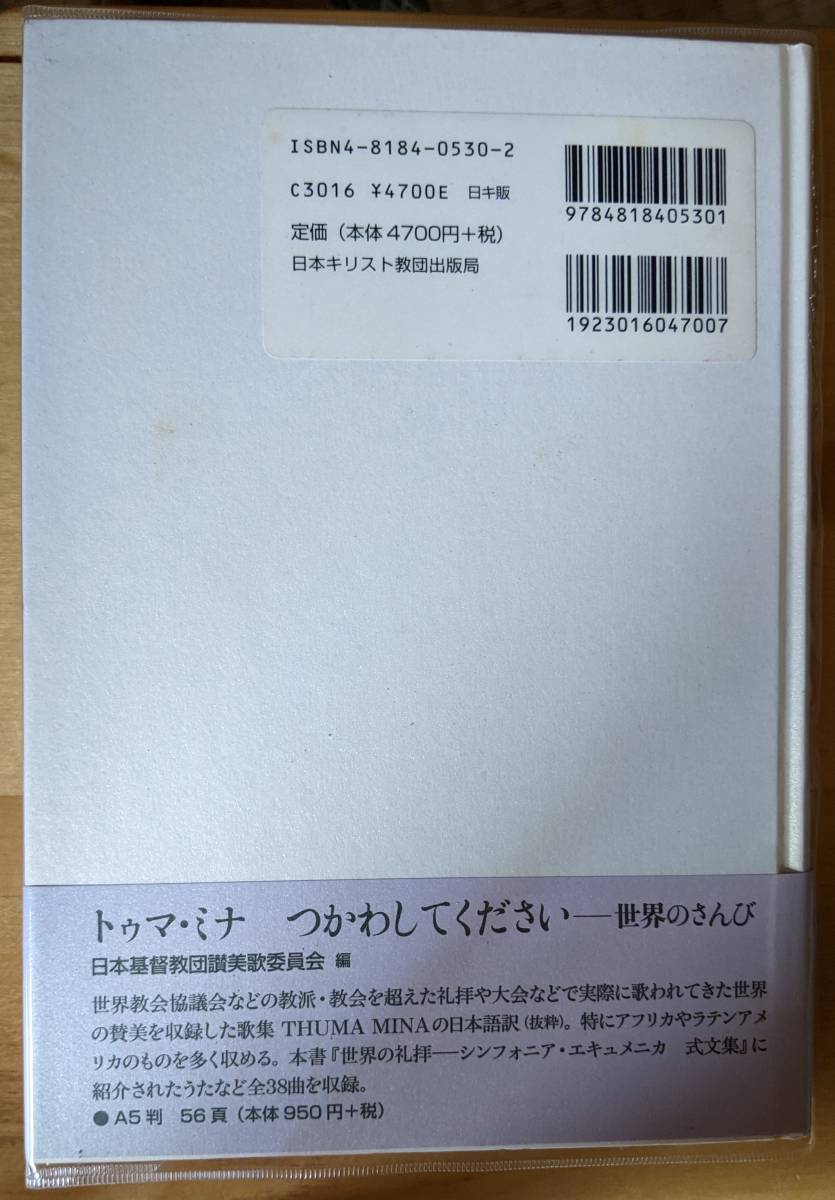 ISBN4-8184-0530-2
C3016 ¥4700E 日キ販
定価（本体4700円＋税）
日本キリスト教団出版局
9784818405301
1923016047007
トゥマ・ミナ つかわしてください――世界のさんび
日本基督教団讃美歌委員会 編
世界教会協議会などの教派・教会を超えた礼拝や大会などで実際に歌われてきた世界
の賛美を収録した歌集 THUMA MINAの日本語訳（抜粋）。特にアフリカやラテンアメ
リカのものを多く収める。本書『世界の礼拝――シンフォニア・エキュメニカ 式文集』に
紹介されたうたなど全38曲を収録。
● A5判 56頁（本体950円＋税）